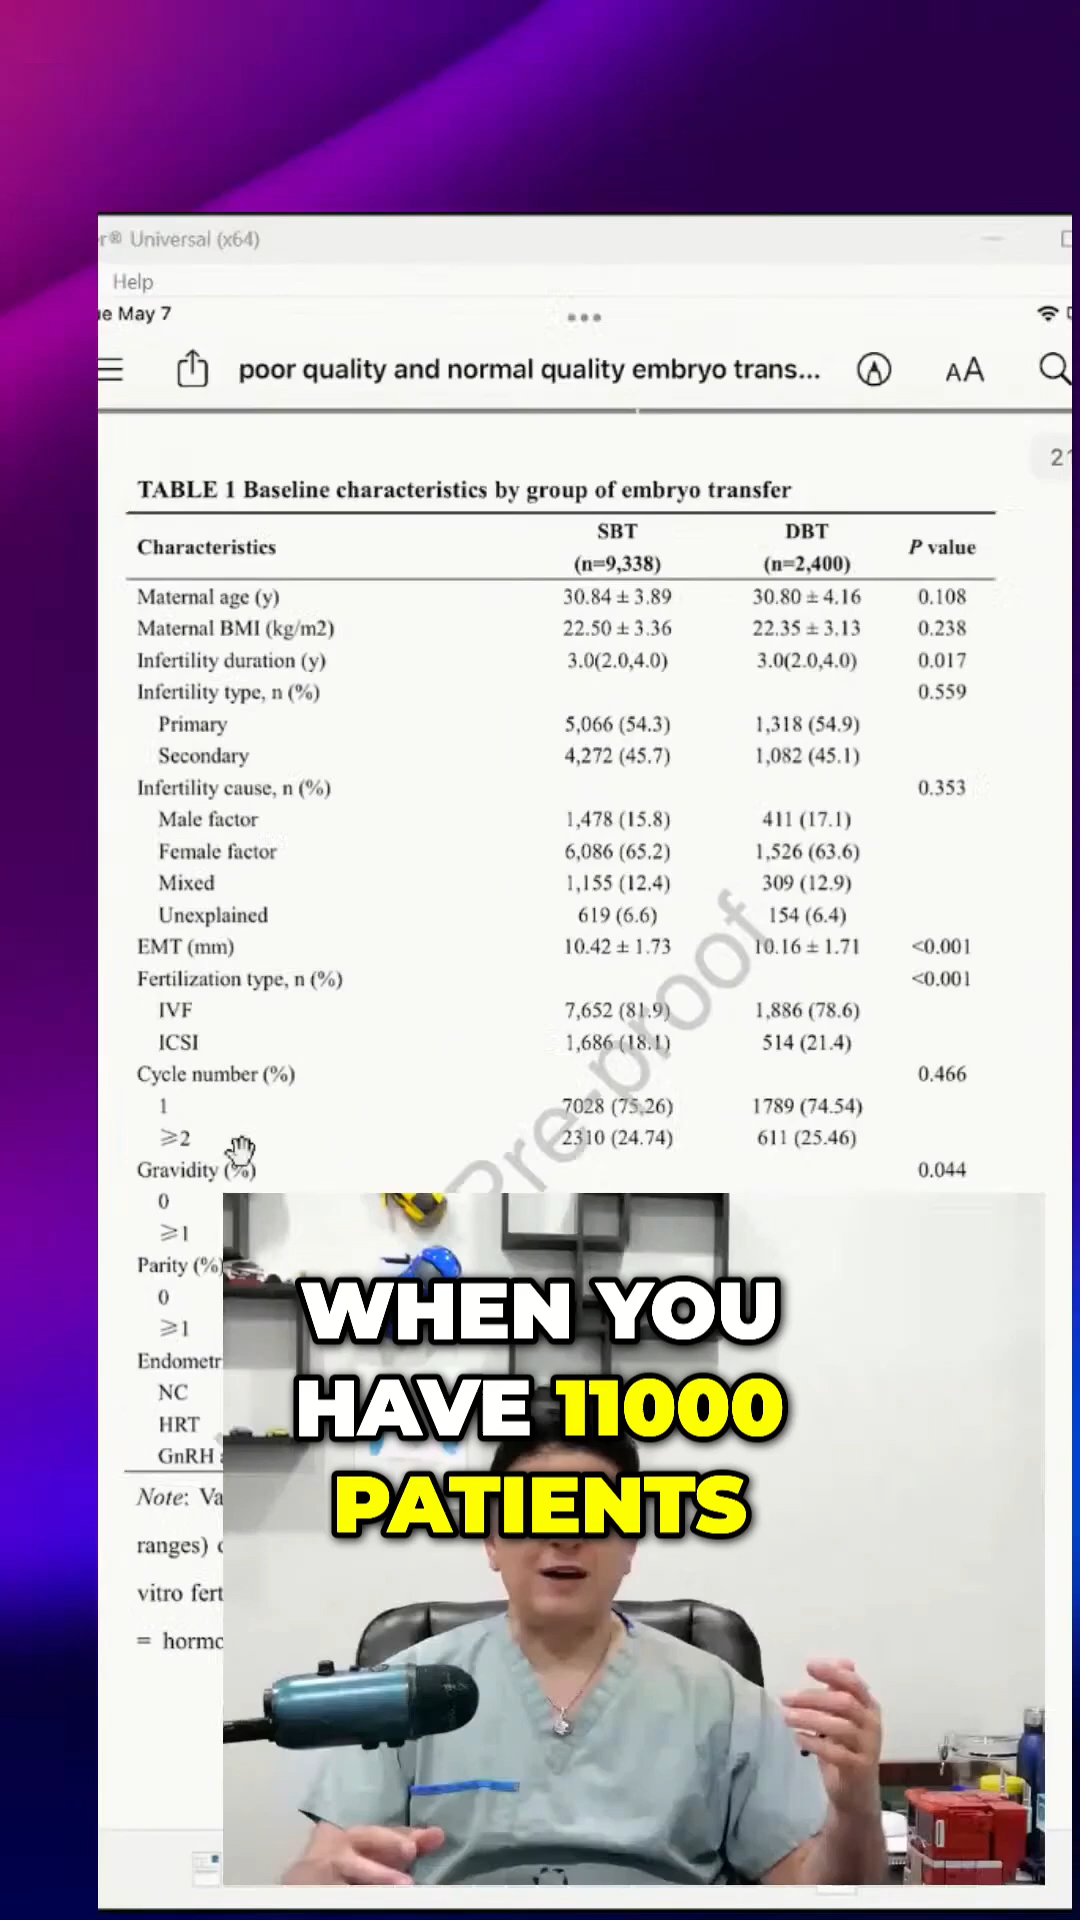 r® Universal (x64)
Help
ue May 7
poor quality and normal quality embryo trans...
AA
21
TABLE 1 Baseline characteristics by group of embryo transfer
Characteristics SBT (n=9,338) DBT (n=2,400) P value
Maternal age (y) 30.84 ± 3.89 30.80 ± 4.16 0.108
Maternal BMI (kg/m2) 22.50 ± 3.36 22.35 ± 3.13 0.238
Infertility duration (y) 3.0(2.0,4.0) 3.0(2.0,4.0) 0.017
Infertility type, n (%) 0.559
Primary 5,066 (54.3) 1,318 (54.9)
Secondary 4,272 (45.7) 1,082 (45.1)
Infertility cause, n (%) 0.353
Male factor 1,478 (15.8) 411 (17.1)
Female factor 6,086 (65.2) 1,526 (63.6)
Mixed 1,155 (12.4) 309 (12.9)
Unexplained 619 (6.6) 154 (6.4)
EMT (mm) 10.42 ± 1.73 10.16 ± 1.71 <0.001
Fertilization type, n (%) <0.001
IVF 7,652 (81.9) 1,886 (78.6)
ICSI 1,686 (18.1) 514 (21.4)
Cycle number (%) 0.466
1 7028 (75.26) 1789 (74.54)
≥2 2310 (24.74) 611 (25.46)
Gravidity (%) 0.044
0
≥1
Parity (%)
0
≥1
Endometr
NC
HRT
GnRH
Note: Va
ranges)
vitro fert
= hormo
Pre-proof
WHEN YOU
HAVE 11000
PATIENTS